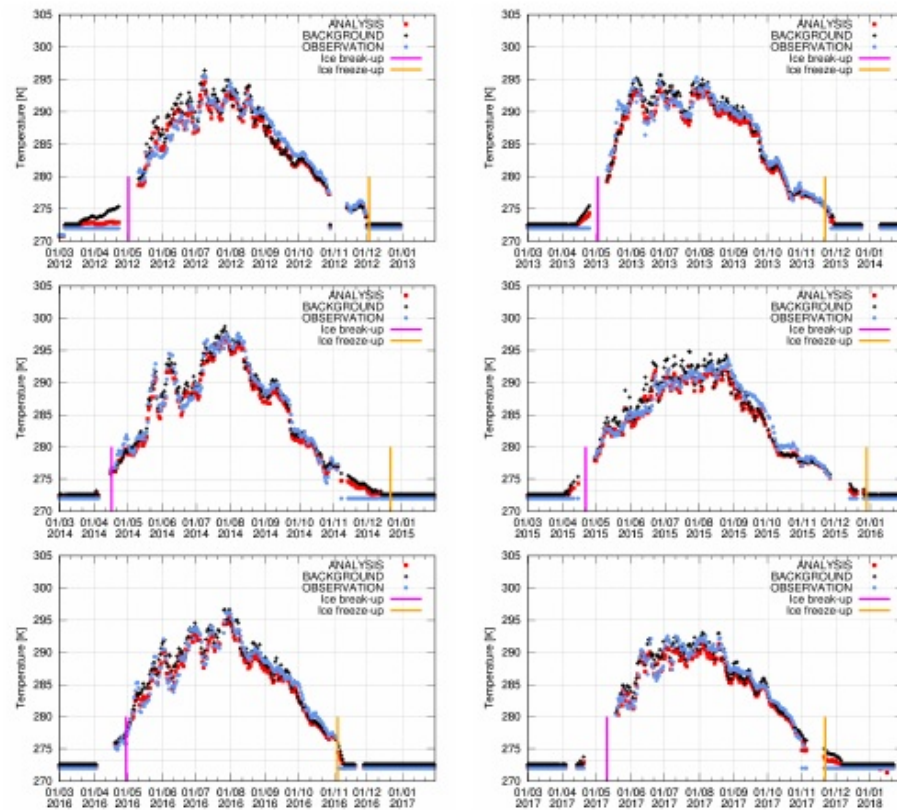 305
300
295
290
285
280
275
270
Temperature [K]
ANALYSIS
BACKGROUND
OBSERVATION
Ice break-up
Ice freeze-up
01/03 01/04 01/05 01/06 01/07 01/08 01/09 01/10 01/11 01/12 01/01
2012 2012 2012 2012 2012 2012 2012 2012 2012 2012 2013
305
300
295
290
285
280
275
270
Temperature [K]
ANALYSIS
BACKGROUND
OBSERVATION
Ice break-up
Ice freeze-up
01/03 01/04 01/05 01/06 01/07 01/08 01/09 01/10 01/11 01/12 01/01
2013 2013 2013 2013 2013 2013 2013 2013 2013 2013 2014
305
300
295
290
285
280
275
270
Temperature [K]
ANALYSIS
BACKGROUND
OBSERVATION
Ice break-up
Ice freeze-up
01/03 01/04 01/05 01/06 01/07 01/08 01/09 01/10 01/11 01/12 01/01
2014 2014 2014 2014 2014 2014 2014 2014 2014 2014 2015
305
300
295
290
285
280
275
270
Temperature [K]
ANALYSIS
BACKGROUND
OBSERVATION
Ice break-up
Ice freeze-up
01/03 01/04 01/05 01/06 01/07 01/08 01/09 01/10 01/11 01/12 01/01
2015 2015 2015 2015 2015 2015 2015 2015 2015 2015 2016
305
300
295
290
285
280
275
270
Temperature [K]
ANALYSIS
BACKGROUND
OBSERVATION
Ice break-up
Ice freeze-up
01/03 01/04 01/05 01/06 01/07 01/08 01/09 01/10 01/11 01/12 01/01
2016 2016 2016 2016 2016 2016 2016 2016 2016 2016 2017
305
300
295
290
285
280
275
270
Temperature [K]
ANALYSIS
BACKGROUND
OBSERVATION
Ice break-up
Ice freeze-up
01/03 01/04 01/05 01/06 01/07 01/08 01/09 01/10 01/11 01/12 01/01
2017 2017 2017 2017 2017 2017 2017 2017 2017 2017 2018